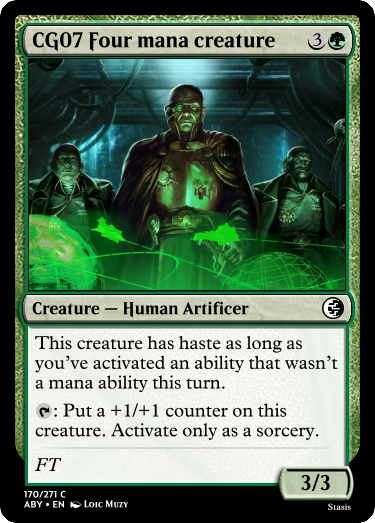 CG07 Four mana creature 3
Creature — Human Artificer
This creature has haste as long as
you've activated an ability that wasn't
a mana ability this turn.
: Put a +1/+1 counter on this
creature. Activate only as a sorcery.
FT
3/3
170/271 C
ABY • EN Loic Muzy
Stasis